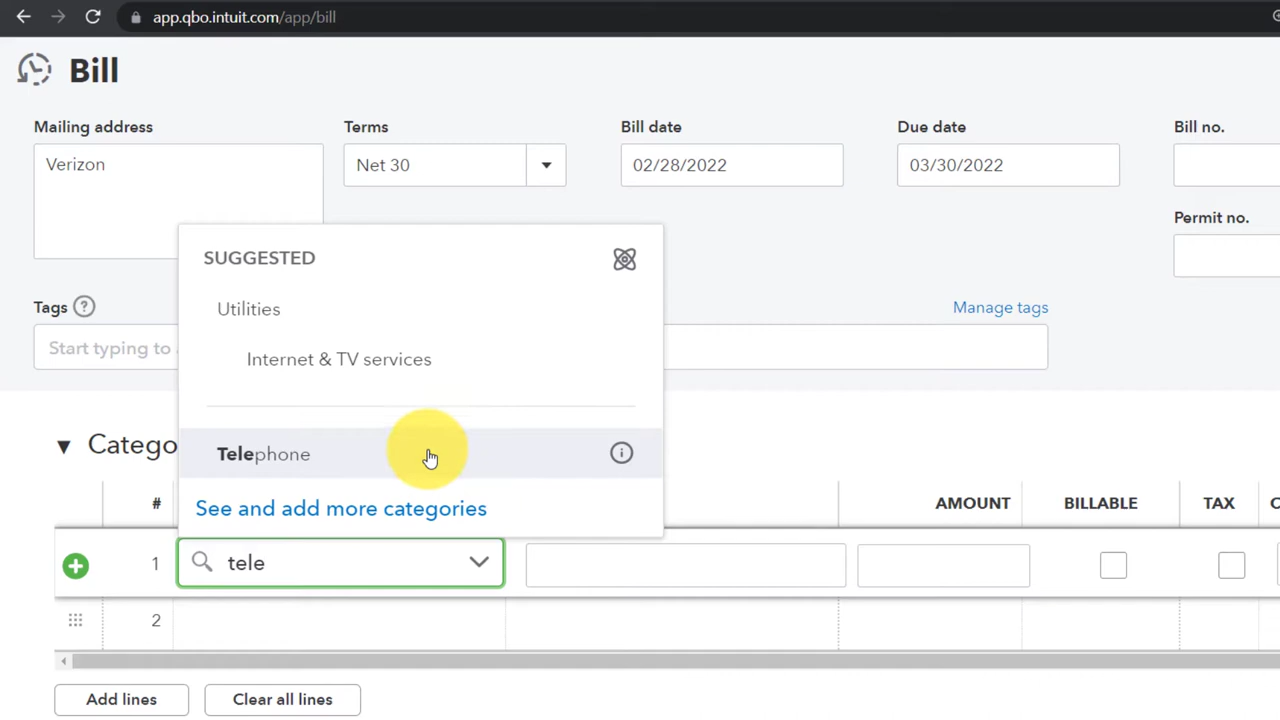 app.qbo.intuit.com/app/bill
Bill
Mailing address
Terms
Bill date
Due date
Bill no.
Verizon
Net 30
02/28/2022
03/30/2022
Permit no.
SUGGESTED
Utilities
Internet & TV services
Tags ?
Manage tags
Start typing to
Telephone
See and add more categories
Catego
#
AMOUNT
BILLABLE
TAX
1
tele
2
Add lines
Clear all lines